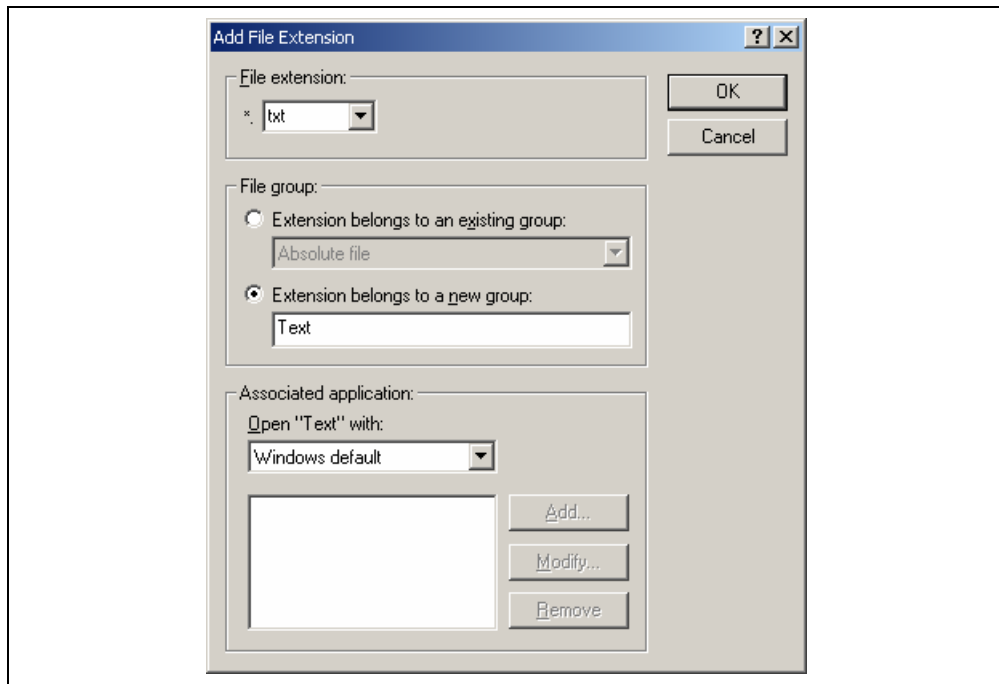 Add File Extension
File extension:
*. txt
OK
Cancel
File group:
Extension belongs to an existing group:
Absolute file
Extension belongs to a new group:
Text
Associated application:
Open "Text" with:
Windows default
Add...
Modify...
Remove